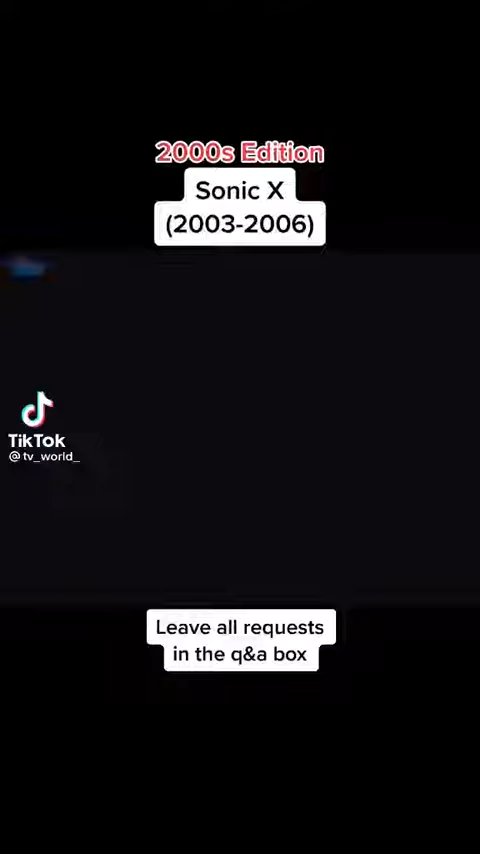 2000s Edition
Sonic X
(2003-2006)
TikTok
@tv_world_
Leave all requests
in the q&a box